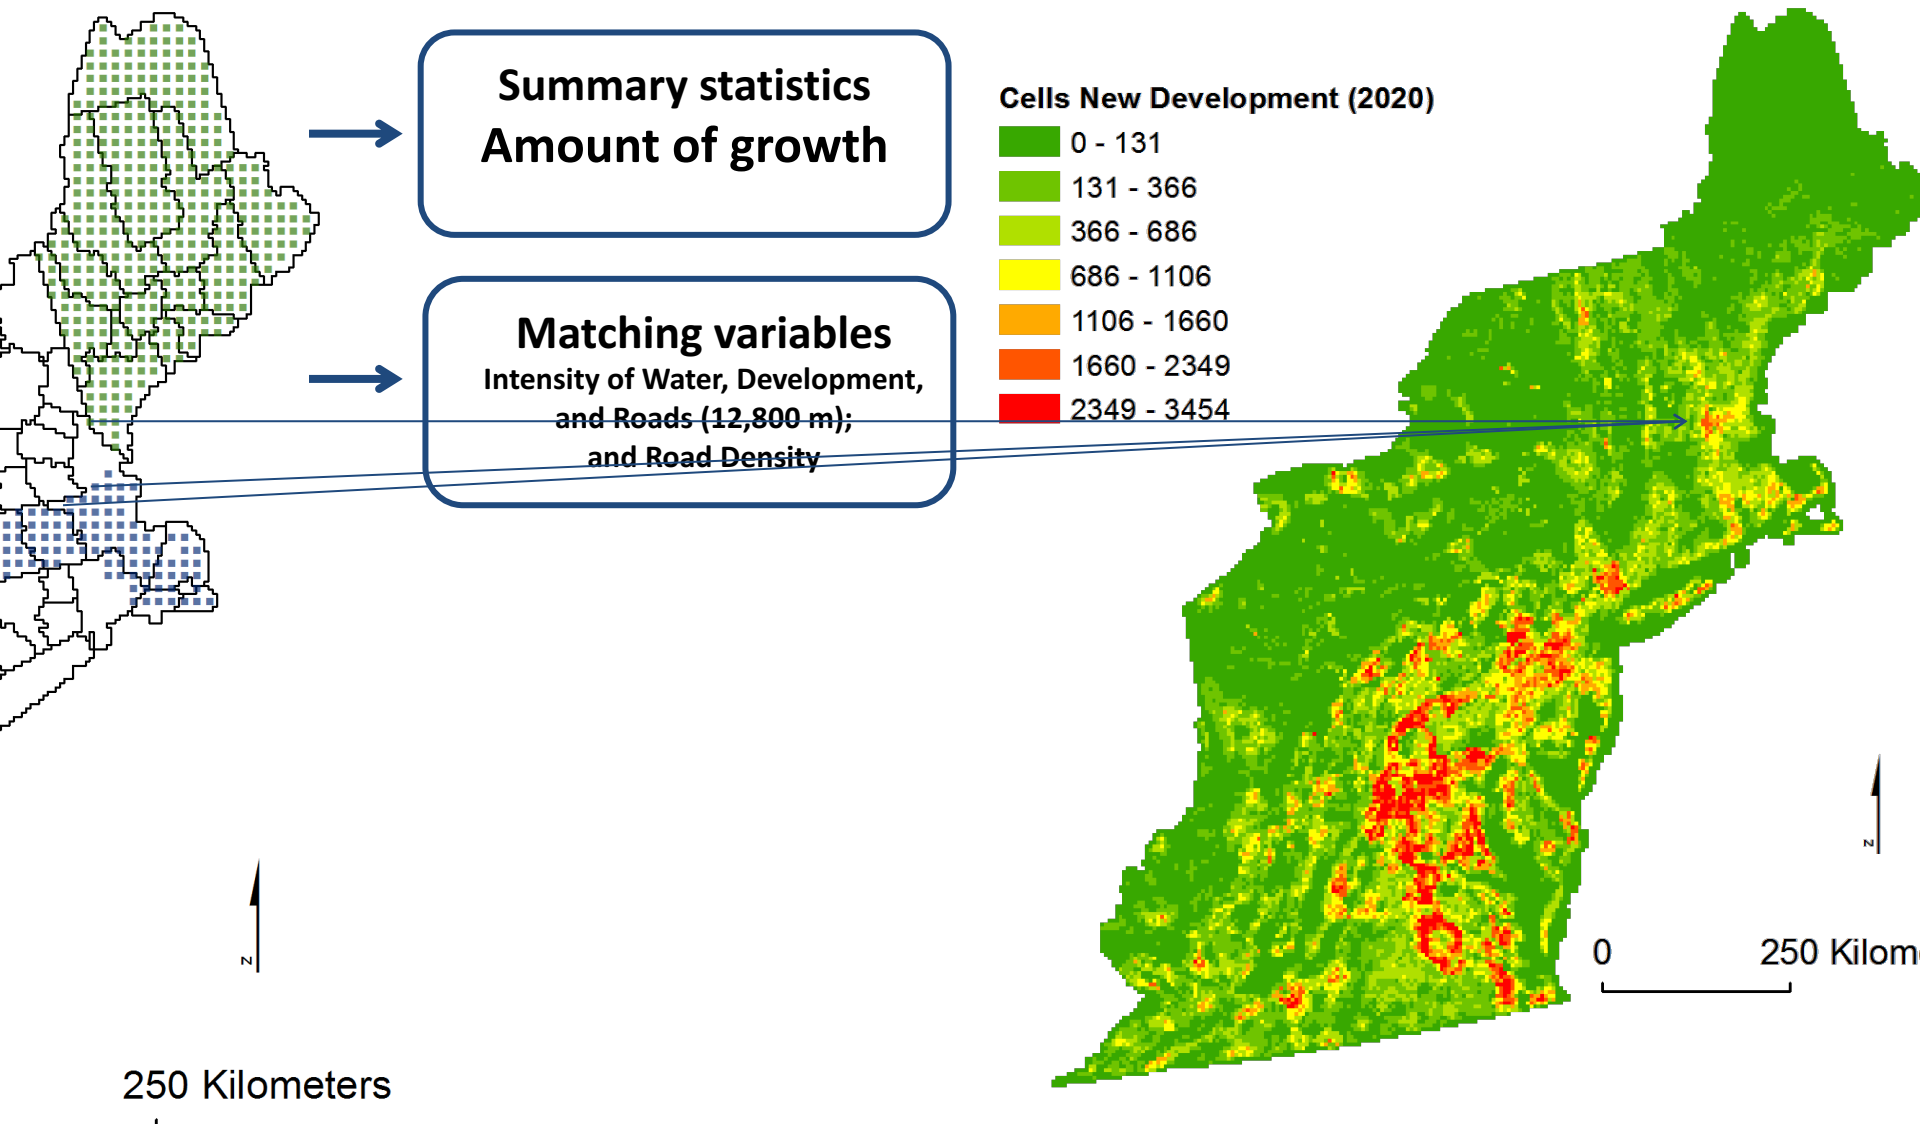 Summary statistics
Amount of growth
Matching variables
Intensity of Water, Development,
and Roads (12,800 m);
and Road Density
Cells New Development (2020)
0 - 131
131 - 366
366 - 686
686 - 1106
1106 - 1660
1660 - 2349
2349 - 3454
z
z
0
250 Kilom
250 Kilometers